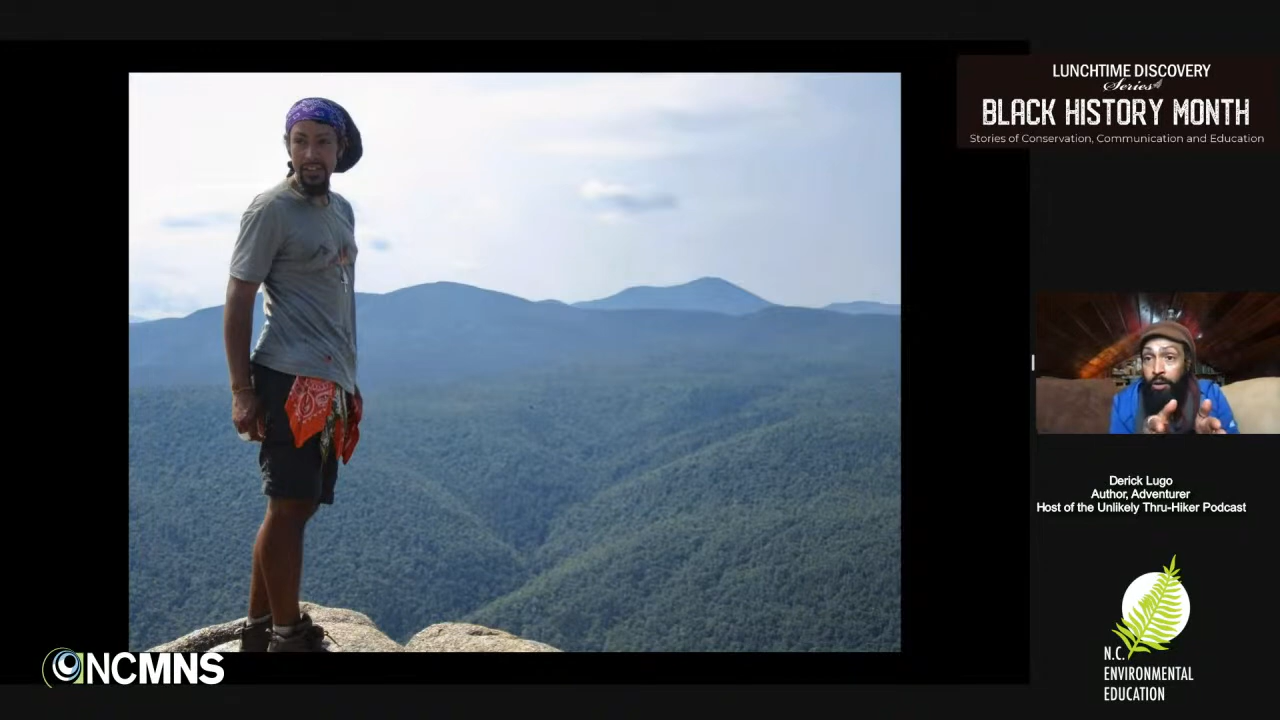 LUNCHTIME DISCOVERY
Series
BLACK HISTORY MONTH
Stories of Conservation, Communication and Education
Derick Lugo
Author, Adventurer
Host of the Unlikely Thru-Hiker Podcast
NCMNS
N.C.
ENVIRONMENTAL
EDUCATION